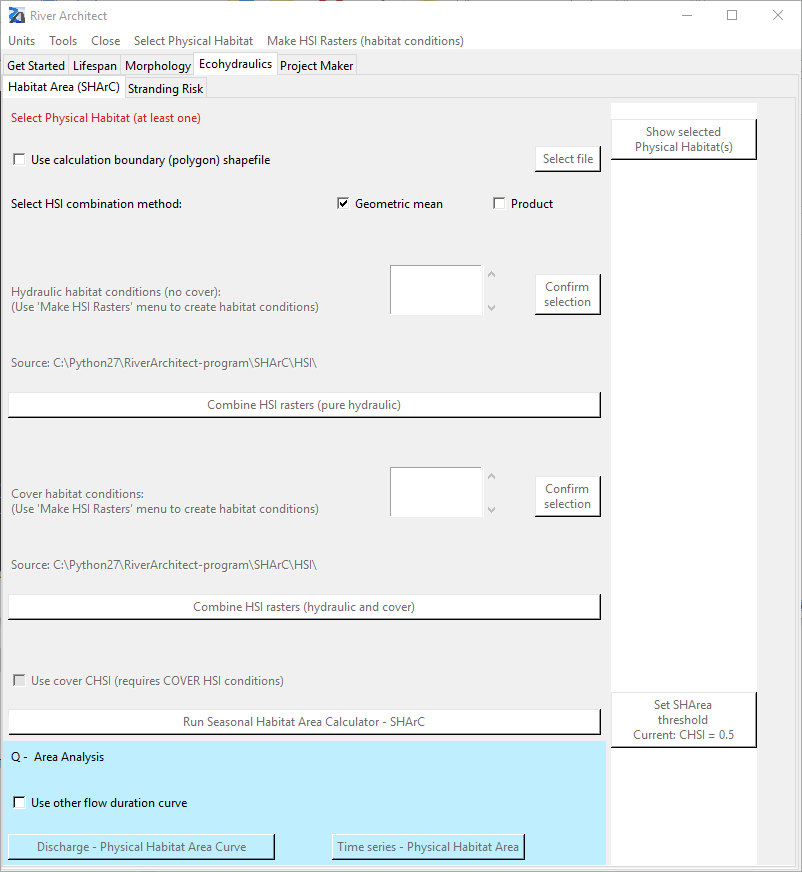 River Architect
Units Tools Close Select Physical Habitat Make HSI Rasters (habitat conditions)
Get Started Lifespan Morphology Ecohydraulics Project Maker
Habitat Area (SHArC) Stranding Risk
Select Physical Habitat (at least one)
Show selected
Physical Habitat(s)
Use calculation boundary (polygon) shapefile
Select file
Select HSI combination method:
Geometric mean
Product
Hydraulic habitat conditions (no cover):
(Use 'Make HSI Rasters' menu to create habitat conditions)
Confirm
selection
Source: C:\Python27\RiverArchitect-program\SHArC\HSI\
Combine HSI rasters (pure hydraulic)
Cover habitat conditions:
(Use 'Make HSI Rasters' menu to create habitat conditions)
Confirm
selection
Source: C:\Python27\RiverArchitect-program\SHArC\HSI\
Combine HSI rasters (hydraulic and cover)
Use cover CHSI (requires COVER HSI conditions)
Run Seasonal Habitat Area Calculator - SHArC
Set SHArea
threshold
Current: CHSI = 0.5
Q - Area Analysis
Use other flow duration curve
Discharge - Physical Habitat Area Curve
Time series - Physical Habitat Area